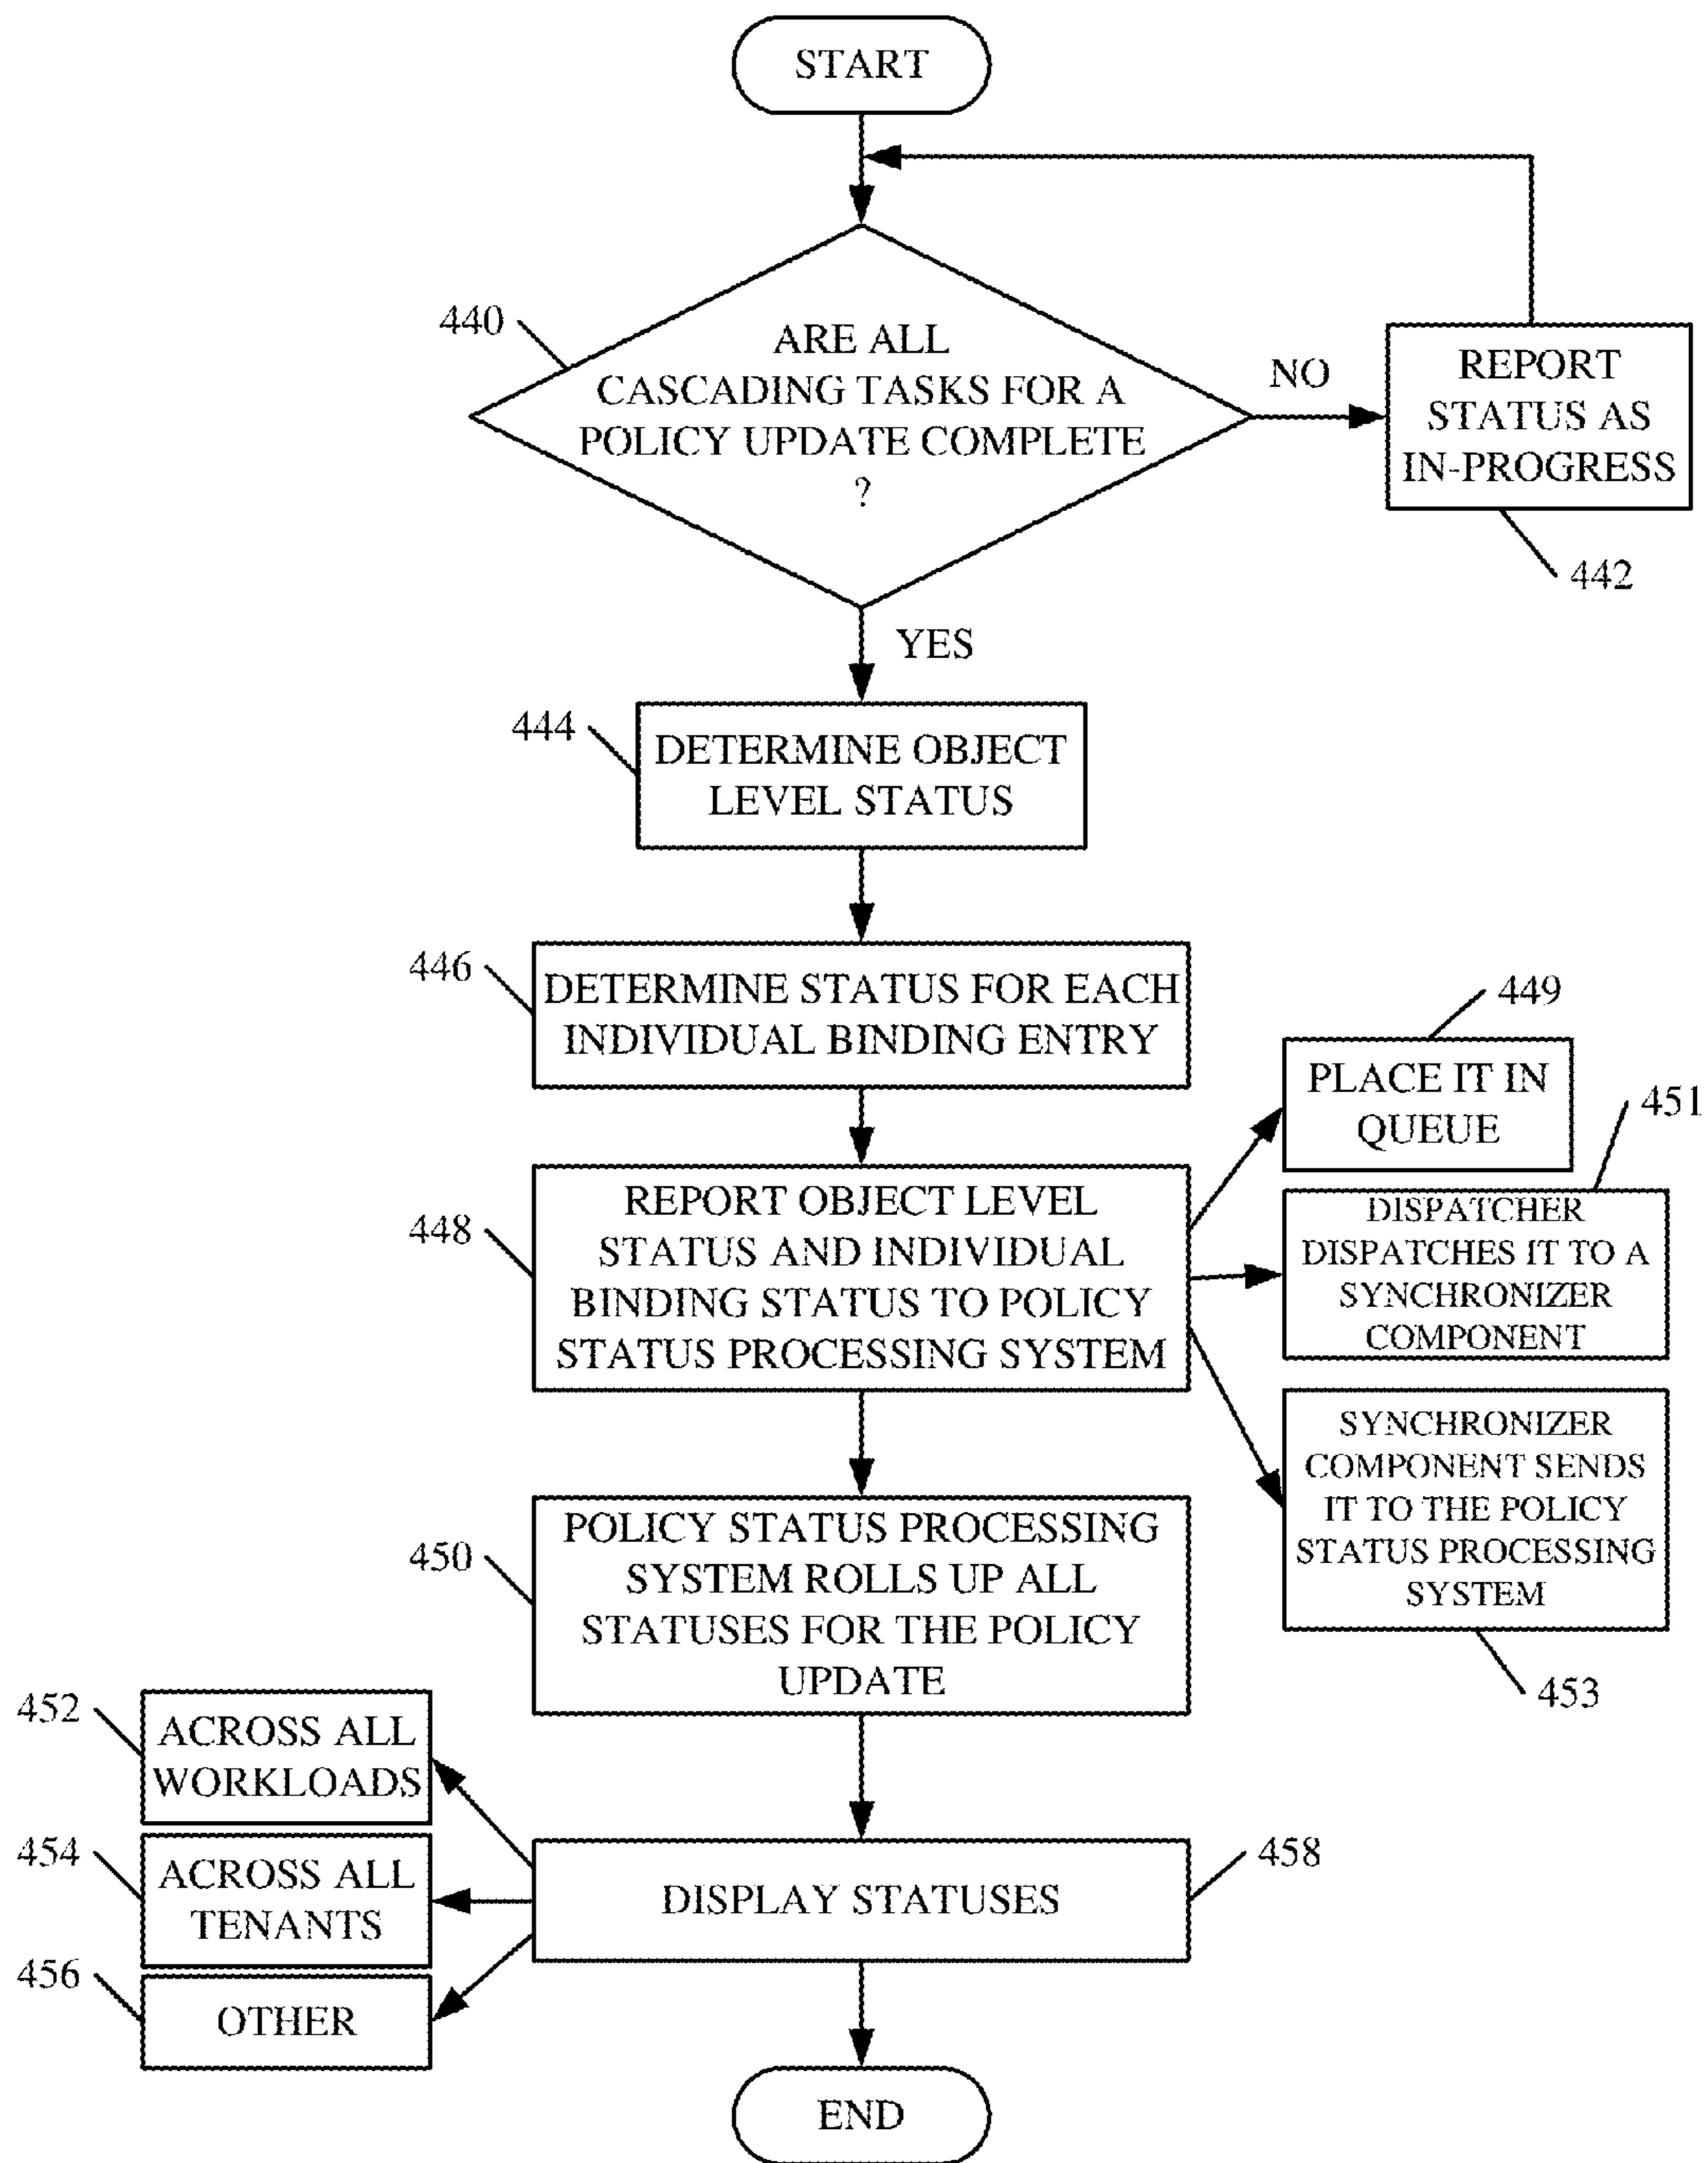 START
440
ARE ALL
CASCADING TASKS FOR A
POLICY UPDATE COMPLETE
?
NO
REPORT
STATUS AS
IN-PROGRESS
442
YES
444
DETERMINE OBJECT
LEVEL STATUS
446
DETERMINE STATUS FOR EACH
INDIVIDUAL BINDING ENTRY
448
REPORT OBJECT LEVEL
STATUS AND INDIVIDUAL
BINDING STATUS TO POLICY
STATUS PROCESSING SYSTEM
449
PLACE IT IN
QUEUE
451
DISPATCHER
DISPATCHES IT TO A
SYNCHRONIZER
COMPONENT
SYNCHRONIZER
COMPONENT SENDS
IT TO THE POLICY
STATUS PROCESSING
SYSTEM
453
450
POLICY STATUS PROCESSING
SYSTEM ROLLS UP ALL
STATUSES FOR THE POLICY
UPDATE
452
ACROSS ALL
WORKLOADS
454
ACROSS ALL
TENANTS
456
OTHER
DISPLAY STATUSES
458
END